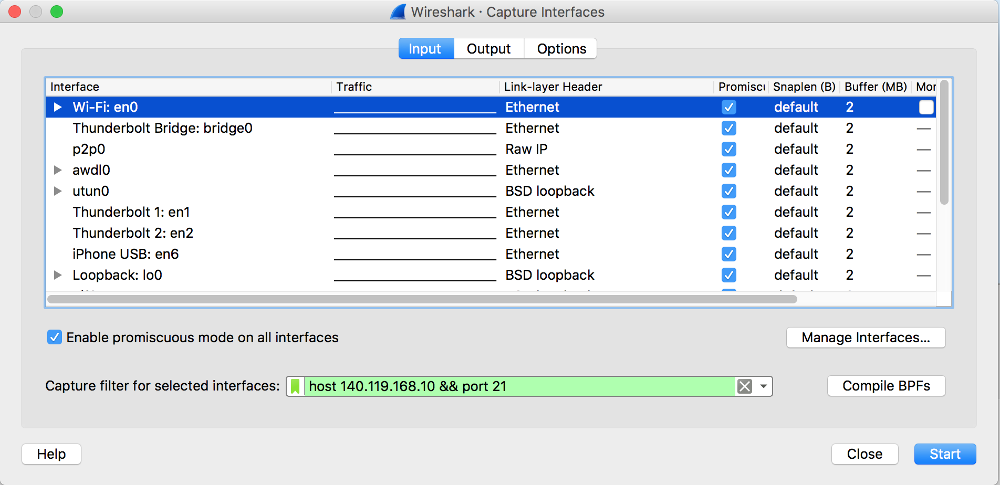 Wireshark · Capture Interfaces
Input Output Options
Interface Traffic Link-layer Header Promiscu Snaplen (B) Buffer (MB) Mor
Wi-Fi: en0 Ethernet default 2
Thunderbolt Bridge: bridge0 Ethernet default 2 —
p2p0 Raw IP default 2 —
awdl0 Ethernet default 2 —
utun0 BSD loopback default 2 —
Thunderbolt 1: en1 Ethernet default 2 —
Thunderbolt 2: en2 Ethernet default 2 —
iPhone USB: en6 Ethernet default 2 —
Loopback: lo0 BSD loopback default 2 —
Enable promiscuous mode on all interfaces
Manage Interfaces...
Capture filter for selected interfaces: host 140.119.168.10 && port 21
Compile BPFs
Help Close Start